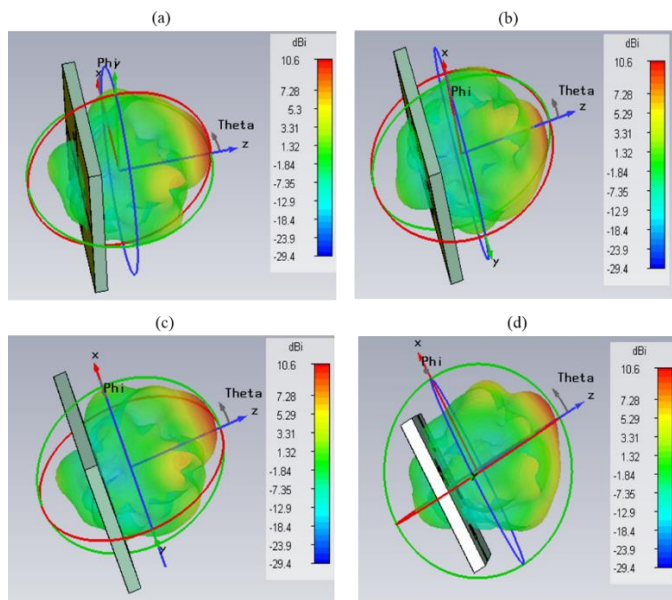 (a)
(b)
dBi
10.6
7.28
5.3
3.31
1.32
-1.84
-7.35
-12.9
-18.4
-23.9
-29.4
x
Phi
y
Theta
z
dBi
10.6
7.28
5.29
3.31
1.32
-1.84
-7.35
-12.9
-18.4
-23.9
-29.4
x
Phi
y
Theta
z
(c)
(d)
dBi
10.6
7.28
5.29
3.31
1.32
-1.84
-7.35
-12.9
-18.4
-23.9
-29.4
x
Phi
y
Theta
z
dBi
10.6
7.28
5.29
3.31
1.32
-1.84
-7.35
-12.9
-18.4
-23.9
-29.4
x
Phi
Theta
z